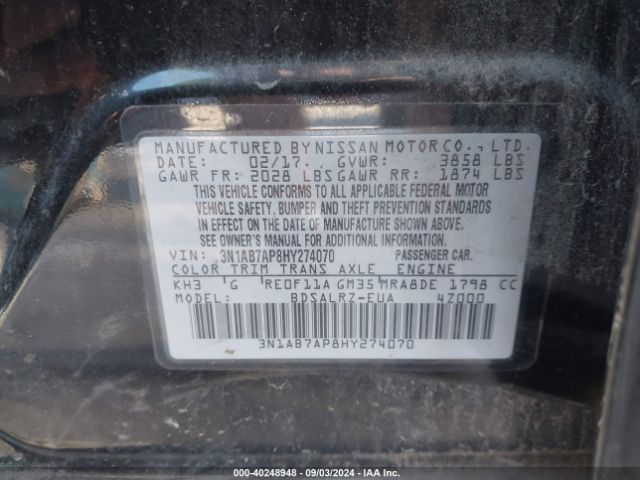 MANUFACTURED BY NISSAN MOTOR CO., LTD.
DATE: 02/17. GVWR: 3858 LBS
GAWR FR: 2028 LBS GAWR RR: 1874 LBS
THIS VEHICLE CONFORMS TO ALL APPLICABLE FEDERAL MOTOR
VEHICLE SAFETY, BUMPER AND THEFT PREVENTION STANDARDS
IN EFFECT ON THE DATE OF MANUFACTURE SHOWN ABOVE.
SEE OWNER'S MANUAL FOR ADDITIONAL INFORMATION.
VIN: 3N1AB7AP8HY274070 PASSENGER CAR.
COLOR TRIM TRANS AXLE ENGINE
KH3 G RE0F11A GM35 MRA8DE 1798 CC
MODEL: BDSALRZ-EUA 4Z000
3N1AB7AP8HY274070
000-40248948 - 09/03/2024 - IAA Inc.